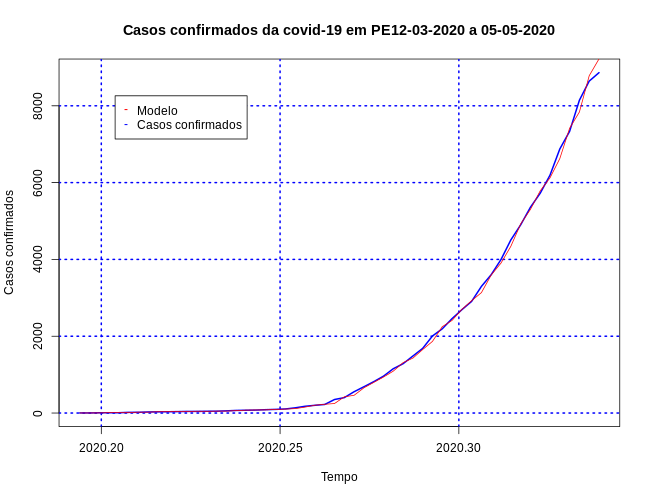 Casos confirmados da covid-19 em PE12-03-2020 a 05-05-2020
Casos confirmados
8000
6000
4000
2000
0
Modelo
Casos confirmados
2020.20
2020.25
2020.30
Tempo